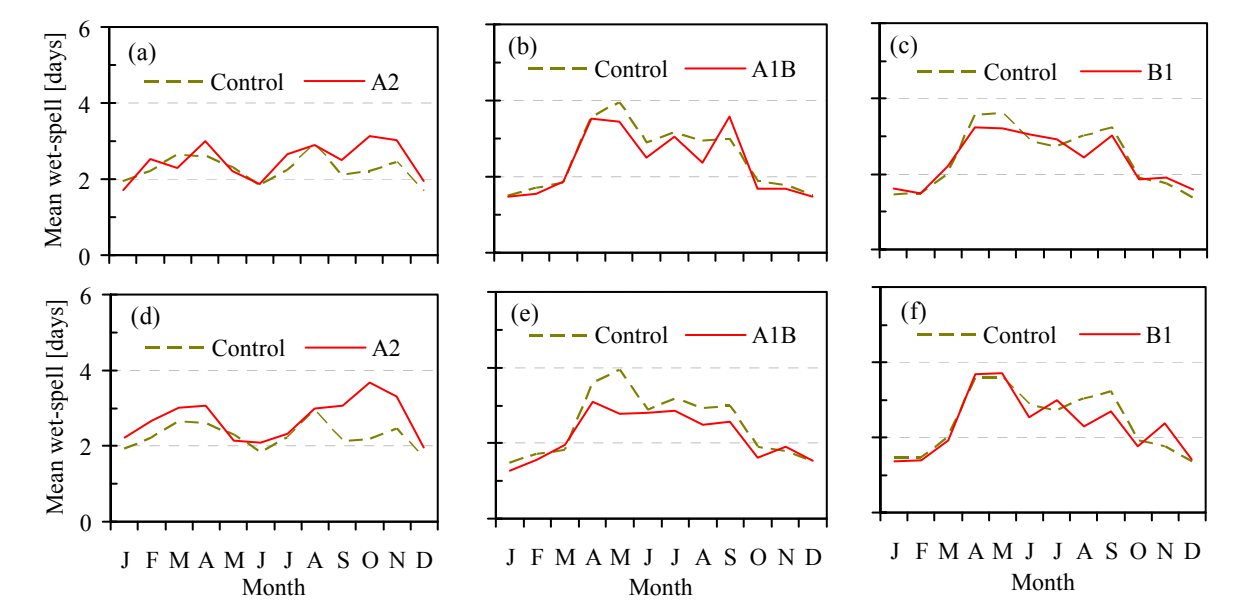 Mean wet-spell [days]
6
4
2
0
(a)
Control A2
(b)
Control A1B
(c)
Control B1
Mean wet-spell [days]
6
4
2
0
(d)
Control A2
(e)
Control A1B
(f)
Control B1
J F M A M J J A S O N D
Month
J F M A M J J A S O N D
Month
J F M A M J J A S O N D
Month